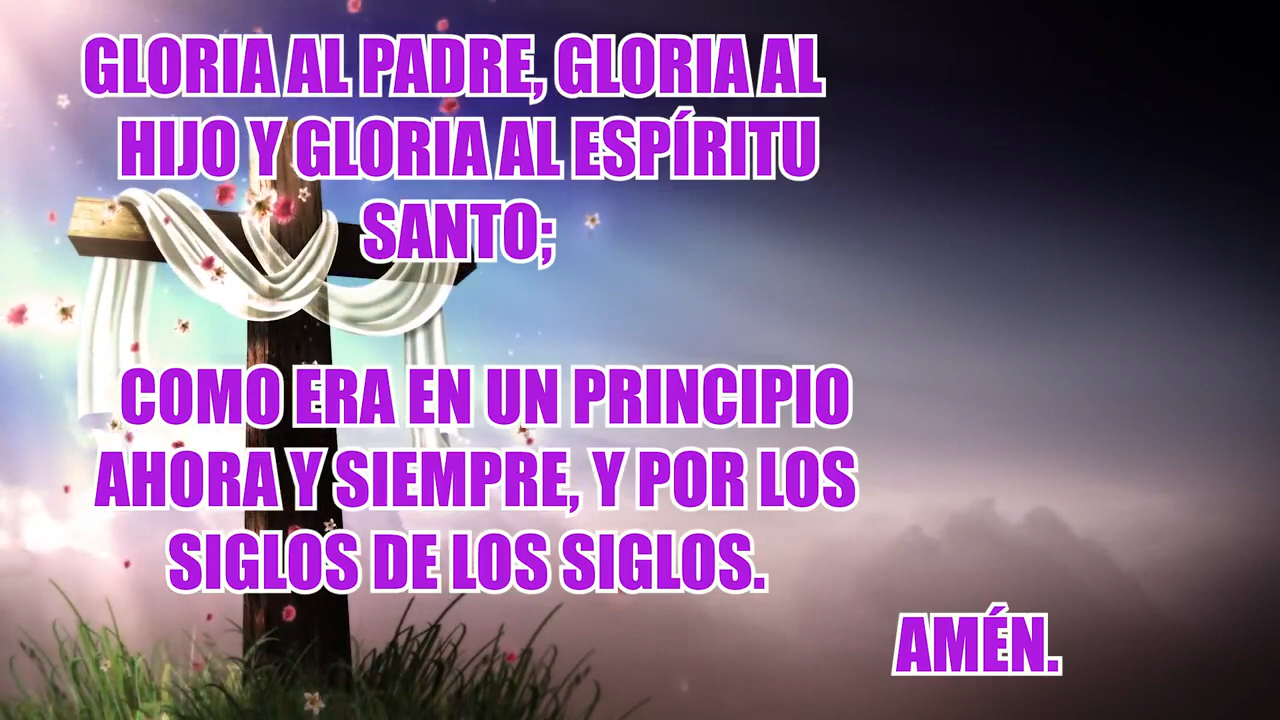 GLORIA AL PADRE, GLORIA AL
HIJO Y GLORIA AL ESPÍRITU
SANTO;
COMO ERA EN UN PRINCIPIO
AHORA Y SIEMPRE, Y POR LOS
SIGLOS DE LOS SIGLOS.
AMÉN.